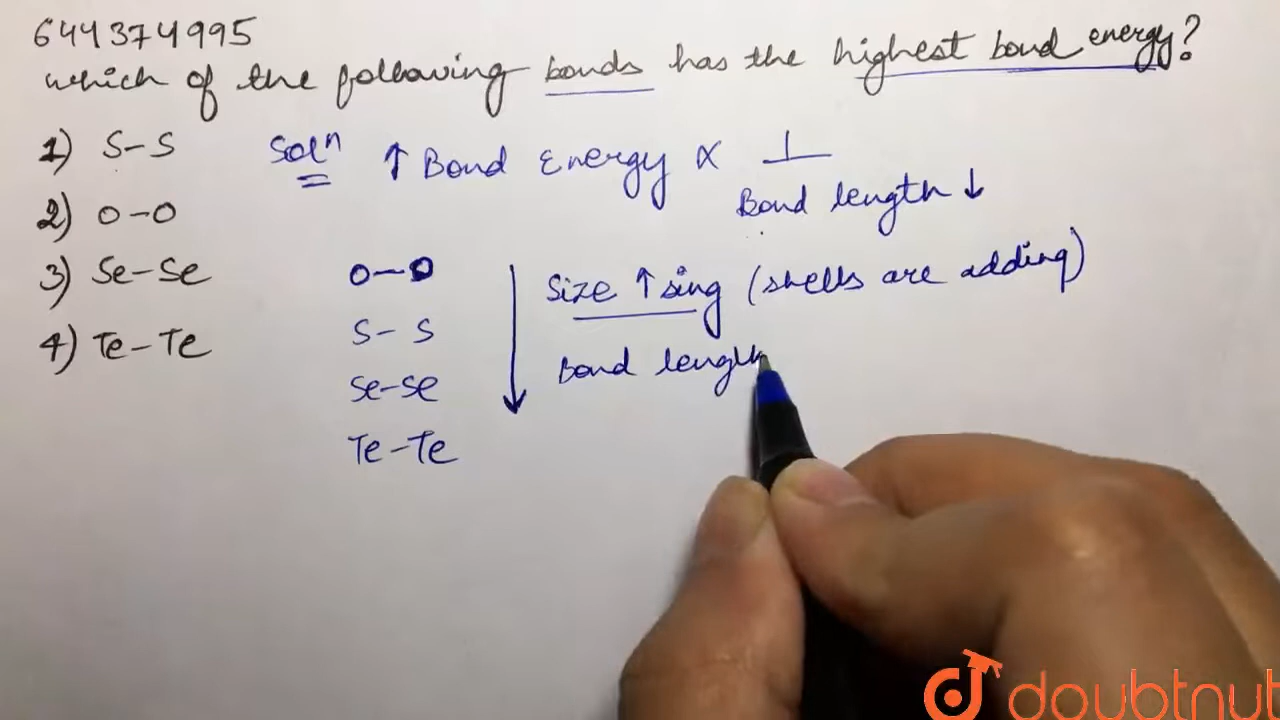 644374995
which of the following bonds has the highest bond energy?
1) S-S
2) O-O
3) Se-Se
4) Te-Te
Solⁿ ↑ Bond Energy ∝ 1
Bond length ↓
O-O
S-S
Se-Se
Te-Te
Size ↑ sing (shells are adding)
Bond length
doubtnut